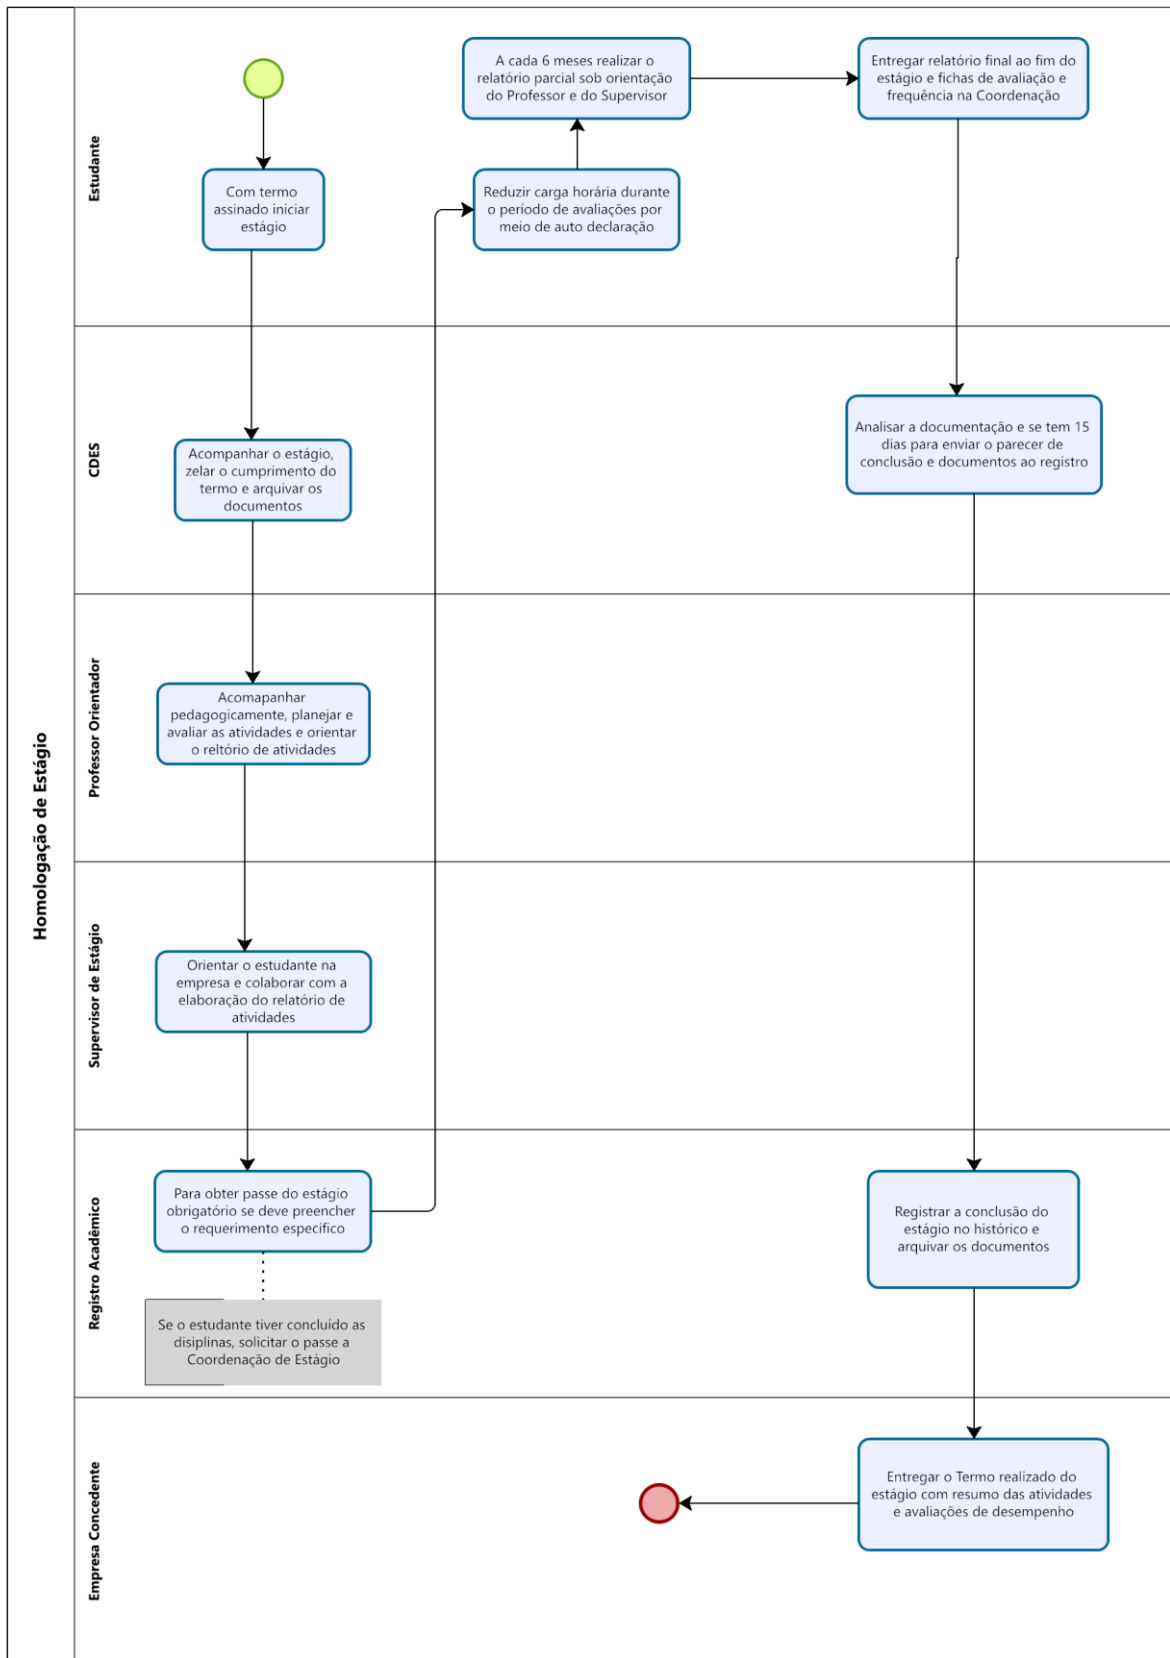 Homologação de Estágio
Estudante
A cada 6 meses realizar o
relatório parcial sob orientação
do Professor e do Supervisor
Entregar relatório final ao fim do
estágio e fichas de avaliação e
frequência na Coordenação
Com termo
assinado iniciar
estágio
Reduzir carga horária durante
o período de avaliações por
meio de auto declaração
CDES
Acompanhar o estágio,
zelar o cumprimento do
termo e arquivar os
documentos
Analisar a documentação e se tem 15
dias para enviar o parecer de
conclusão e documentos ao registro
Professor Orientador
Acomapanhar
pedagogicamente, planejar e
avaliar as atividades e orientar
o reltório de atividades
Supervisor de Estágio
Orientar o estudante na
empresa e colaborar com a
elaboração do relatório de
atividades
Registro Acadêmico
Para obter passe do estágio
obrigatório se deve preencher
o requerimento específico
Registrar a conclusão do
estágio no histórico e
arquivar os documentos
Se o estudante tiver concluído as
disiplinas, solicitar o passe a
Coordenação de Estágio
Empresa Concedente
Entregar o Termo realizado do
estágio com resumo das atividades
e avaliações de desempenho